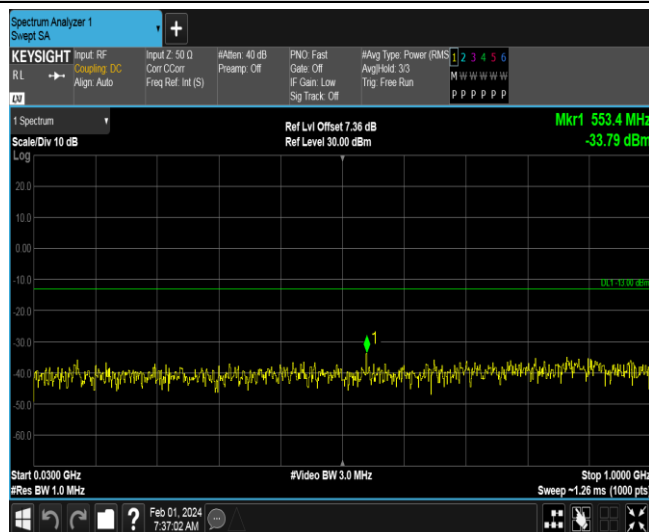 Spectrum Analyzer 1
Swept SA
+
KEYSIGHT
RL
LXI
Input: RF
Coupling: DC
Align: Auto
Input Z: 50 Ω
Corr CCorr
Freq Ref: Int (S)
#Atten: 40 dB
Preamp: Off
PNO: Fast
Gate: Off
IF Gain: Low
Sig Track: Off
#Avg Type: Power (RMS
Avg|Hold: 3/3
Trig: Free Run
1 2 3 4 5 6
M W W W W W
P P P P P P
1 Spectrum
Scale/Div 10 dB
Log
Ref Lvl Offset 7.36 dB
Ref Level 30.00 dBm
Mkr1 553.4 MHz
-33.79 dBm
20.0
10.0
0.00
-10.0
DL1 -13.00 dBm
-20.0
-30.0
1
-40.0
-50.0
-60.0
Start 0.0300 GHz
#Res BW 1.0 MHz
#Video BW 3.0 MHz
Stop 1.0000 GHz
Sweep ~1.26 ms (1000 pts)
?
Feb 01, 2024
7:37:02 AM